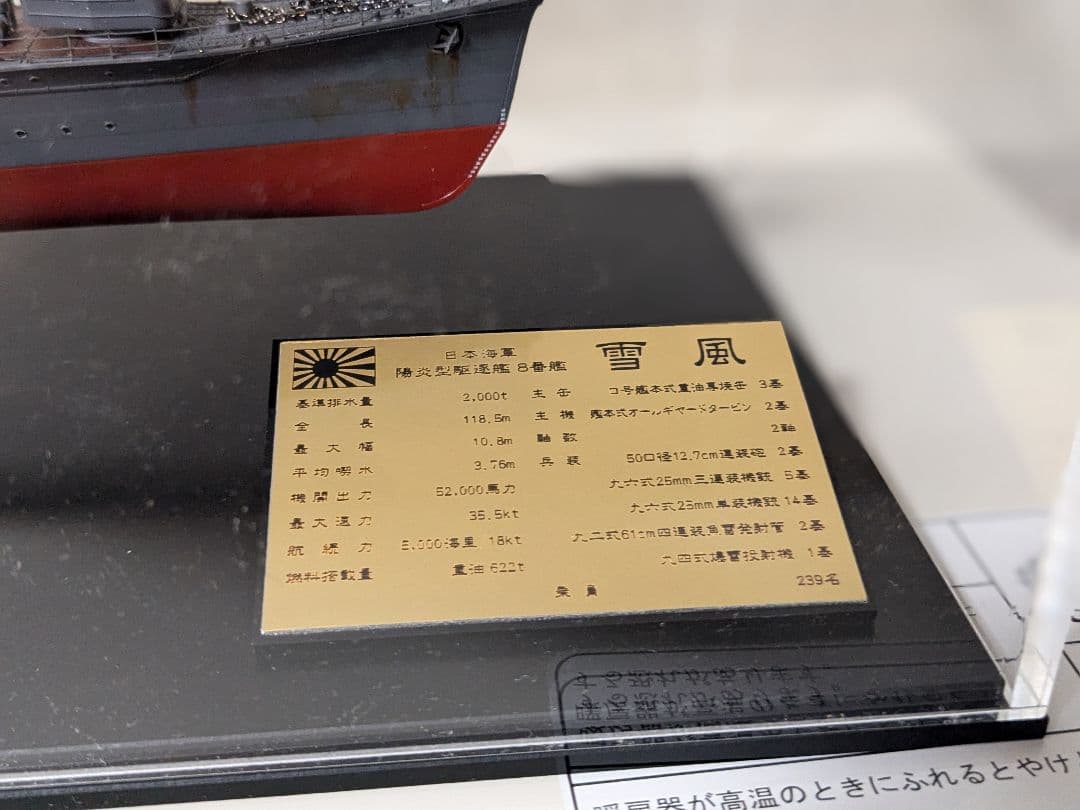 日本海軍
陽炎型駆逐艦 8番艦
雪風
基準排水量 2,000t
全長 118.5m
最大幅 10.8m
平均喫水 3.76m
機関出力 52,000馬力
最大速力 35.5kt
航続力 5,000海里 18kt
燃料搭載量 重油 622t
主缶 ロ号艦本式重油専焼缶 3基
主機 艦本式オールギヤードタービン 2基
軸数 2軸
兵装 50口径12.7cm連装砲 2基
九六式25mm三連装機銃 5基
九六式25mm単装機銃 14基
九二式61cm四連装魚雷発射管 2基
九四式爆雷投射機 1基
乗員 239名
が高温のときにふれるとやけ